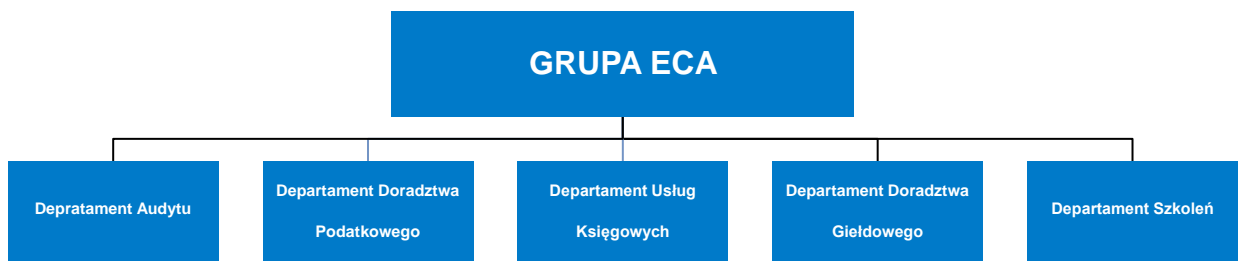 GRUPA ECA
Depratament Audytu
Departament Doradztwa
Podatkowego
Departament Usług
Księgowych
Departament Doradztwa
Giełdowego
Departament Szkoleń